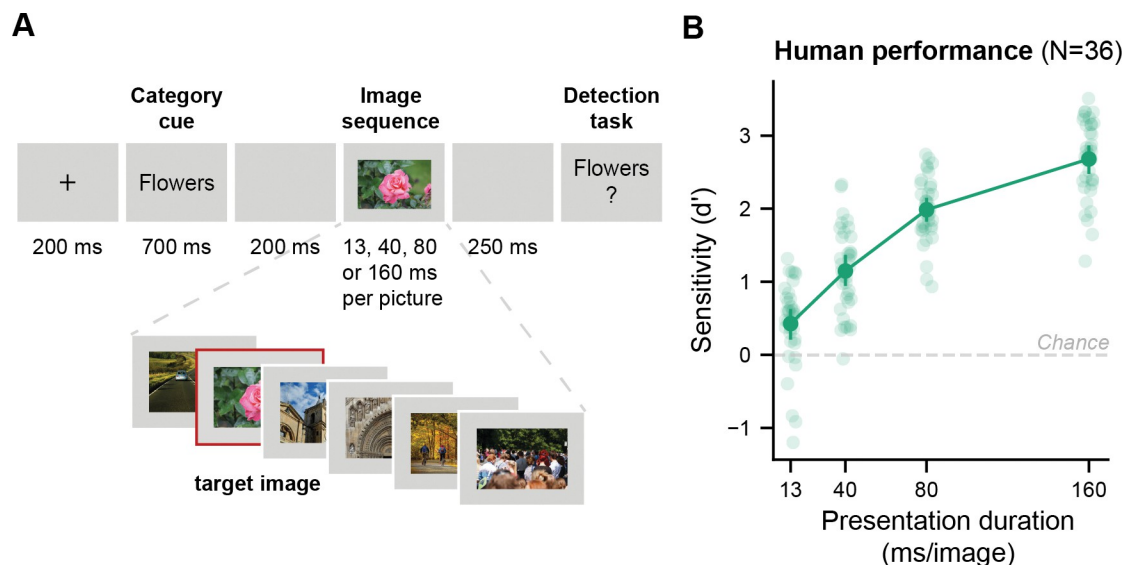 A
Category
cue
Image
sequence
Detection
task
+
Flowers
Flowers
?
200 ms
700 ms
200 ms
13, 40, 80
or 160 ms
per picture
250 ms
target image
B
Human performance (N=36)
Sensitivity (d')
3
2
1
0
−1
Chance
13
40
80
160
Presentation duration
(ms/image)